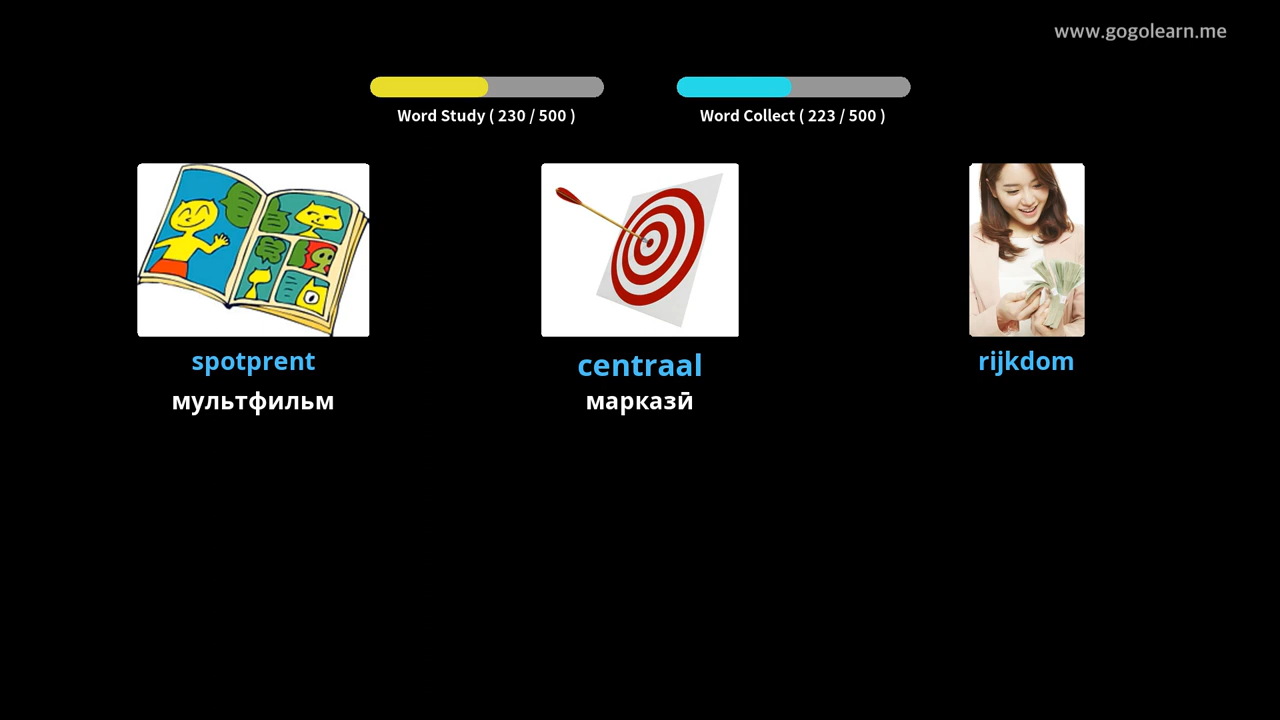 www.gogolearn.me
Word Study ( 230 / 500 )
Word Collect ( 223 / 500 )
spotprent
centraal
rijkdom
мультфильм
марказӣ